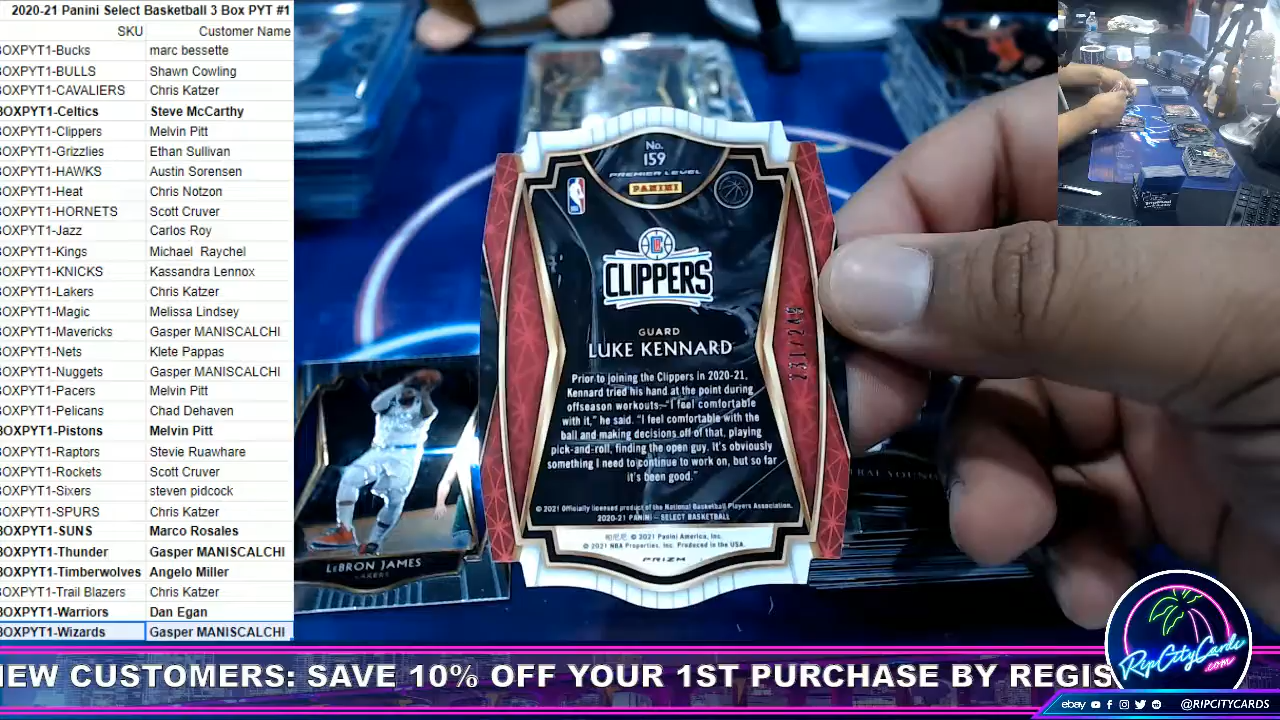 2020-21 Panini Select Basketball 3 Box PYT #1
SKU Customer Name
BOXPYT1-Bucks marc bessette
BOXPYT1-BULLS Shawn Cowling
BOXPYT1-CAVALIERS Chris Katzer
BOXPYT1-Celtics Steve McCarthy
BOXPYT1-Clippers Melvin Pitt
BOXPYT1-Grizzlies Ethan Sullivan
BOXPYT1-HAWKS Austin Sorensen
BOXPYT1-Heat Chris Notzon
BOXPYT1-HORNETS Scott Cruver
BOXPYT1-Jazz Carlos Roy
BOXPYT1-Kings Michael Raychel
BOXPYT1-KNICKS Kassandra Lennox
BOXPYT1-Lakers Chris Katzer
BOXPYT1-Magic Melissa Lindsey
BOXPYT1-Mavericks Gasper MANISCALCHI
BOXPYT1-Nets Klete Pappas
BOXPYT1-Nuggets Gasper MANISCALCHI
BOXPYT1-Pacers Melvin Pitt
BOXPYT1-Pelicans Chad Dehaven
BOXPYT1-Pistons Melvin Pitt
BOXPYT1-Raptors Stevie Ruawhare
BOXPYT1-Rockets Scott Cruver
BOXPYT1-Sixers steven pidcock
BOXPYT1-SPURS Chris Katzer
BOXPYT1-SUNS Marco Rosales
BOXPYT1-Thunder Gasper MANISCALCHI
BOXPYT1-Timberwolves Angelo Miller
BOXPYT1-Trail Blazers Chris Katzer
BOXPYT1-Warriors Dan Egan
BOXPYT1-Wizards Gasper MANISCALCHI
No.
159
PREMIER LEVEL
PANINI
CLIPPERS
GUARD
LUKE KENNARD
231/249
Prior to joining the Clippers in 2020-21,
Kennard tried his hand at the point during
offseason workouts. "I feel comfortable
with it," he said. "I feel comfortable with the
ball and making decisions off of that, playing
pick-and-roll, finding the open guy. It's obviously
something I need to continue to work on, but so far
it's been good."
© 2021 Officially licensed product of the National Basketball Players Association.
2020-21 PANINI – SELECT BASKETBALL
© 2021 Panini America, Inc.
© 2021 NBA Properties, Inc. Produced in the USA.
PRIZM
LEBRON JAMES
LAKERS
TRAE YOUNG
NEW CUSTOMERS: SAVE 10% OFF YOUR 1ST PURCHASE BY REGIS
RipCityCards
.com
ebay @RIPCITYCARDS